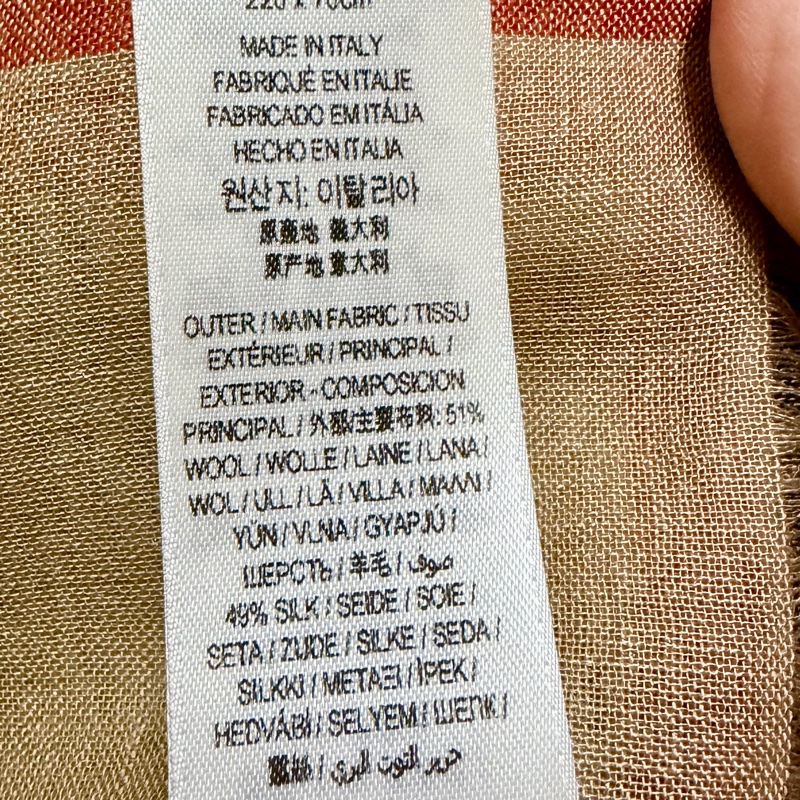 220 x 70cm
MADE IN ITALY
FABRIQUÉ EN ITALIE
FABRICADO EM ITÁLIA
HECHO EN ITALIA
원산지: 이탈리아
原產地 義大利
原产地 意大利
OUTER / MAIN FABRIC / TISSU
EXTÉRIEUR / PRINCIPAL /
EXTERIOR - COMPOSICION
PRINCIPAL / 外部/主要布料: 51%
WOOL / WOLLE / LAINE / LANA /
WOL / ULL / LÃ / VILLA / ΜΑΛΛΙ /
YÜN / VLNA / GYAPJÚ /
ШЕРСТЬ / 羊毛 / صوف
49% SILK / SEIDE / SOIE /
SETA / ZIJDE / SILKE / SEDA /
SILKKI / ΜΕΤΑΞΙ / İPEK /
HEDVÁBÍ / SELYEM / ШЕЛК /
حرير التوت البري /